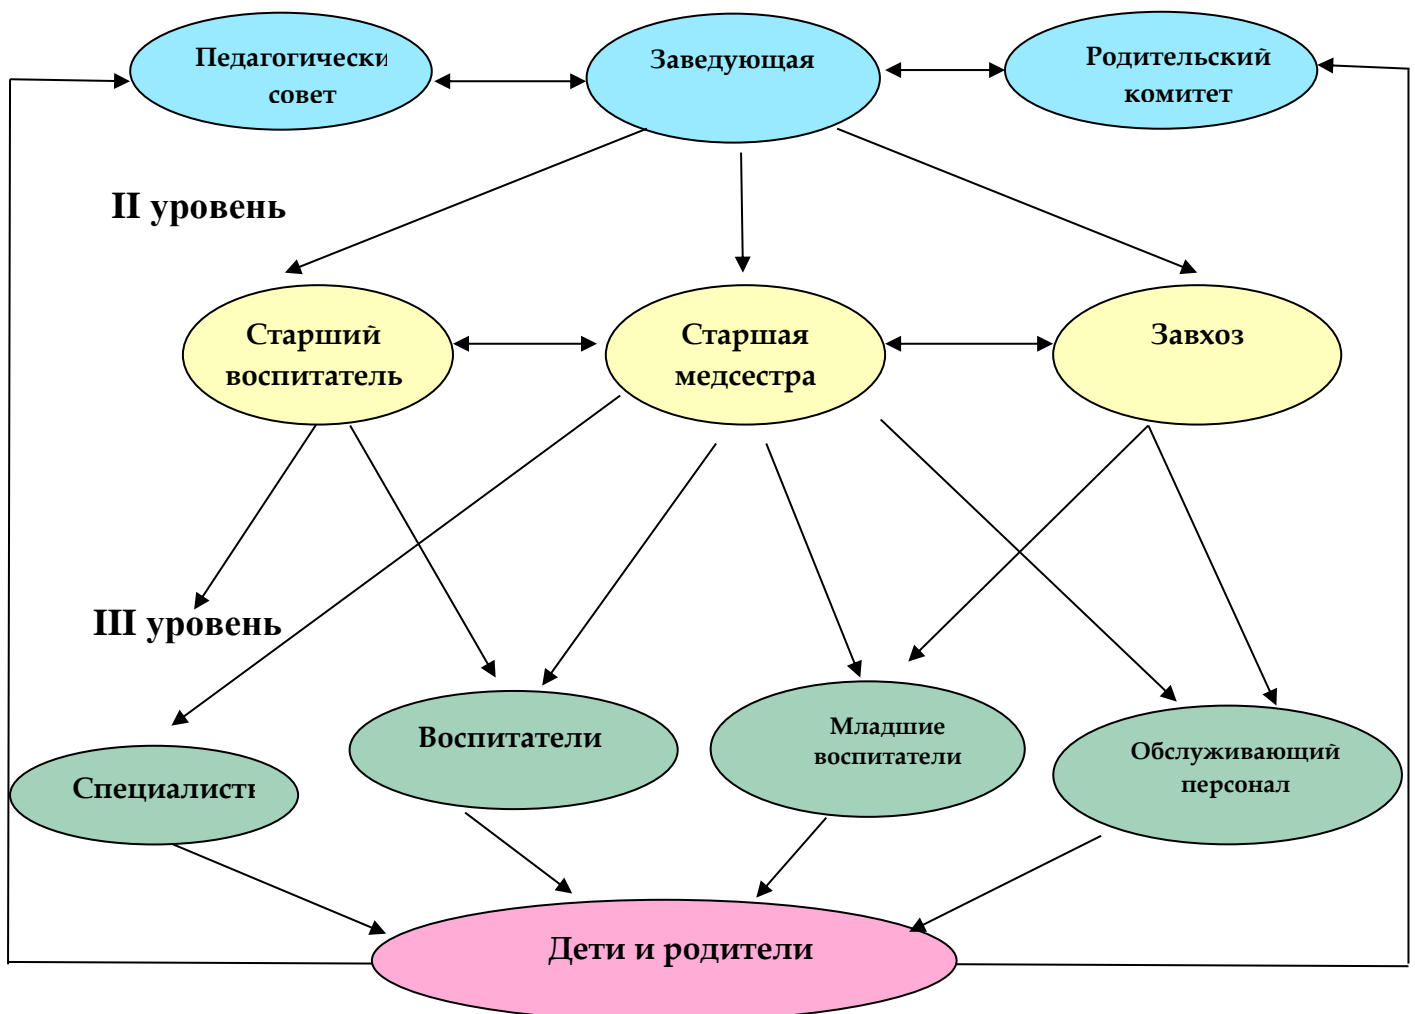 Педагогически
совет
Заведующая
Родительский
комитет
II уровень
Старший
воспитатель
Старшая
медсестра
Завхоз
III уровень
Специалист
Воспитатели
Младшие
воспитатели
Обслуживающий
персонал
Дети и родители